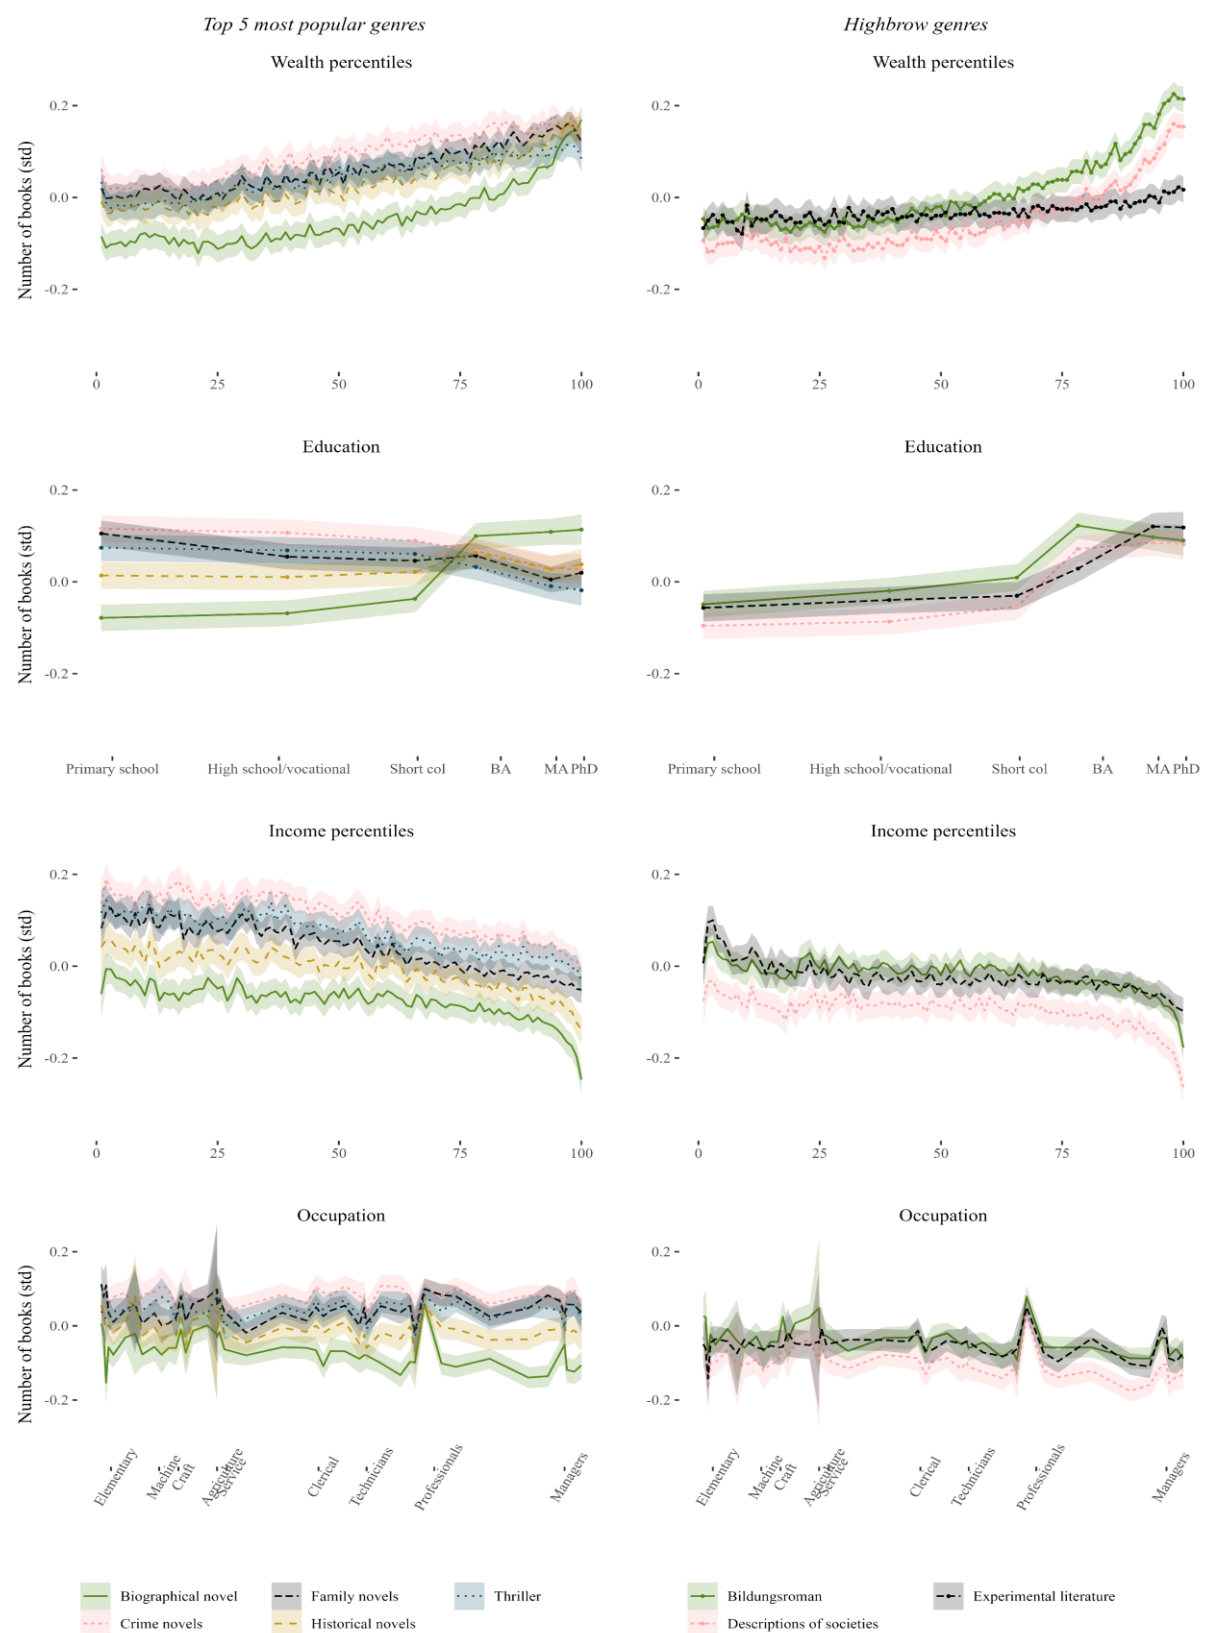 Top 5 most popular genres
Highbrow genres
Wealth percentiles
Wealth percentiles
Number of books (std)
0.2
0.0
-0.2
0 25 50 75 100
0.2
0.0
-0.2
0 25 50 75 100
Education
Education
Number of books (std)
0.2
0.0
-0.2
Primary school High school/vocational Short col BA MA PhD
0.2
0.0
-0.2
Primary school High school/vocational Short col BA MA PhD
Income percentiles
Income percentiles
Number of books (std)
0.2
0.0
-0.2
0 25 50 75 100
0.2
0.0
-0.2
0 25 50 75 100
Occupation
Occupation
Number of books (std)
0.2
0.0
-0.2
Elementary Machine Craft Agriculture Service Clerical Technicians Professionals Managers
0.2
0.0
-0.2
Elementary Machine Craft Agriculture Service Clerical Technicians Professionals Managers
Biographical novel Family novels Thriller
Crime novels Historical novels
Bildungsroman Experimental literature
Descriptions of societies